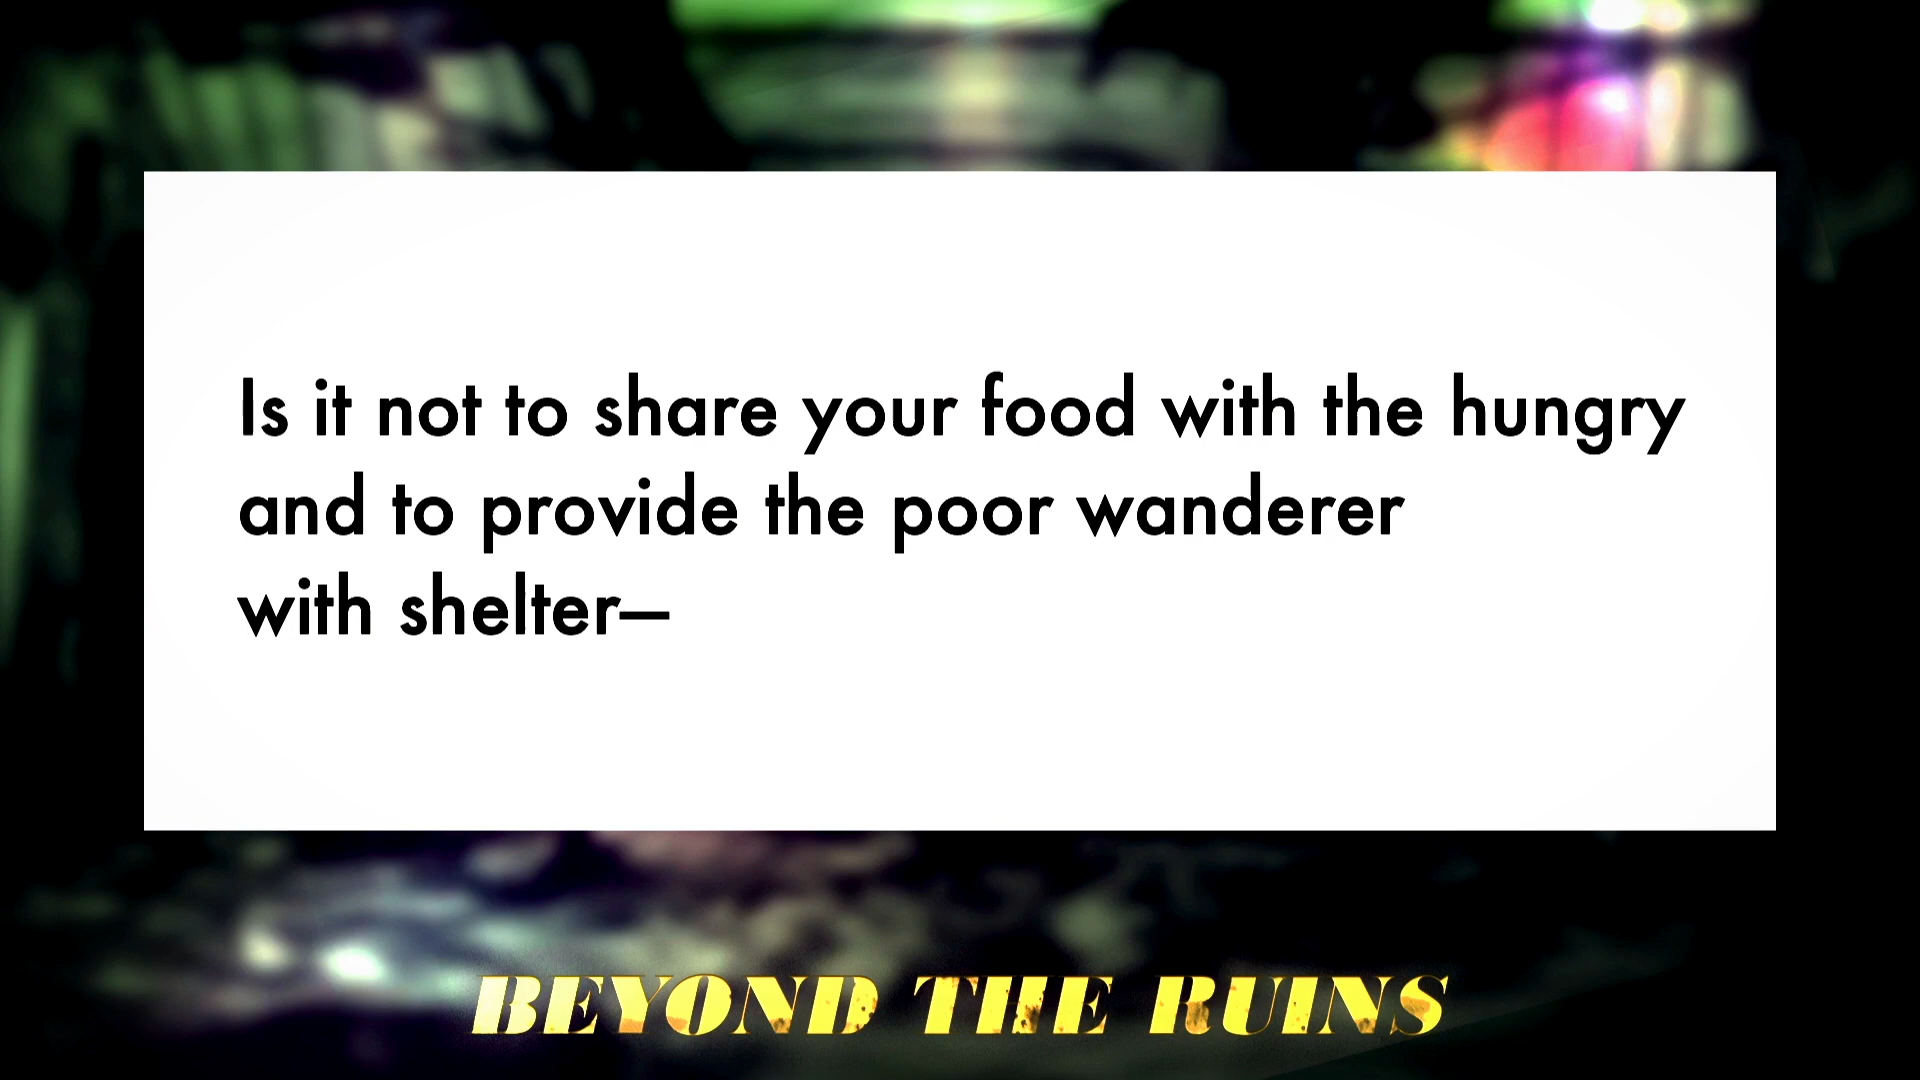 Is it not to share your food with the hungry
and to provide the poor wanderer
with shelter—
BEYOND THE RUINS